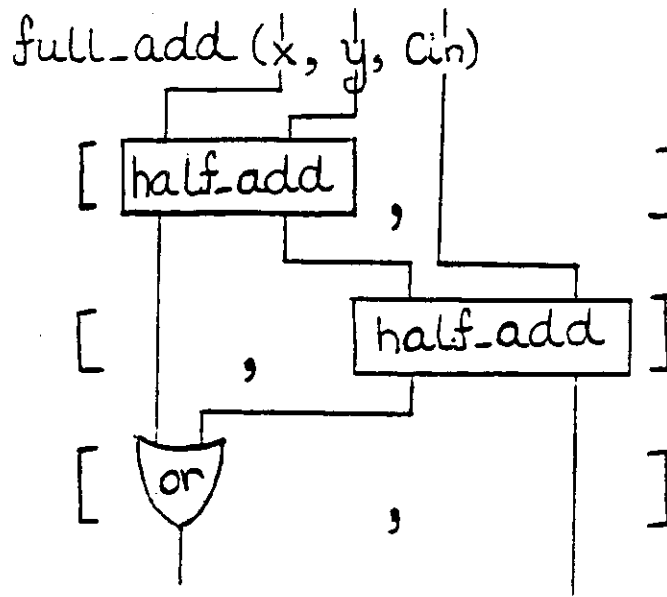 full_add (x, y, Cin)
[ half_add , ]
[ , half_add ]
[ or , ]